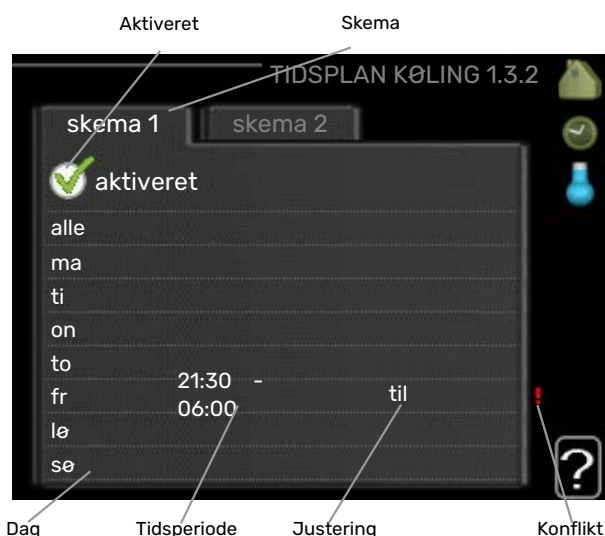 Aktiveret Skema
TIDSPLAN KØLING 1.3.2
skema 1 skema 2
aktiveret
alle
ma
ti
on
to
fr 21:30 - 06:00 til !
lø
sø
?
Dag Tidsperiode Justering Konflikt